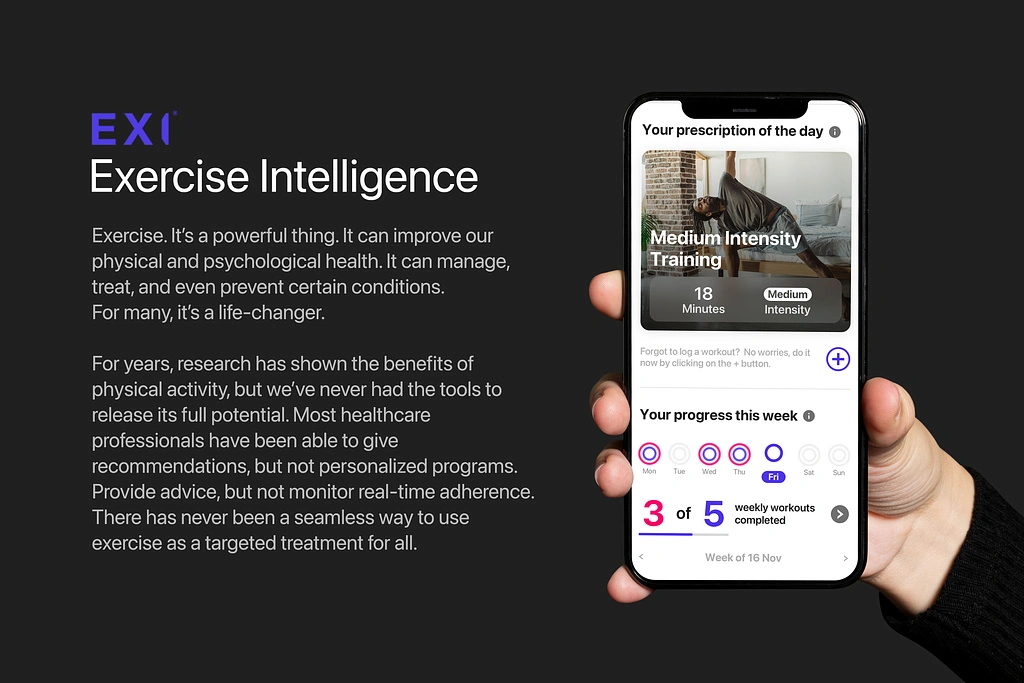 EXI
Exercise Intelligence
Exercise. It's a powerful thing. It can improve our
physical and psychological health. It can manage,
treat, and even prevent certain conditions.
For many, it's a life-changer.
For years, research has shown the benefits of
physical activity, but we've never had the tools to
release its full potential. Most healthcare
professionals have been able to give
recommendations, but not personalized programs.
Provide advice, but not monitor real-time adherence.
There has never been a seamless way to use
exercise as a targeted treatment for all.
Your prescription of the day
Medium Intensity
Training
18 Medium
Minutes Intensity
Forgot to log a workout? No worries, do it
now by clicking on the + button.
Your progress this week
Mon Tue Wed Thu Fri Sat Sun
3 of 5 weekly workouts
completed
< Week of 16 Nov >